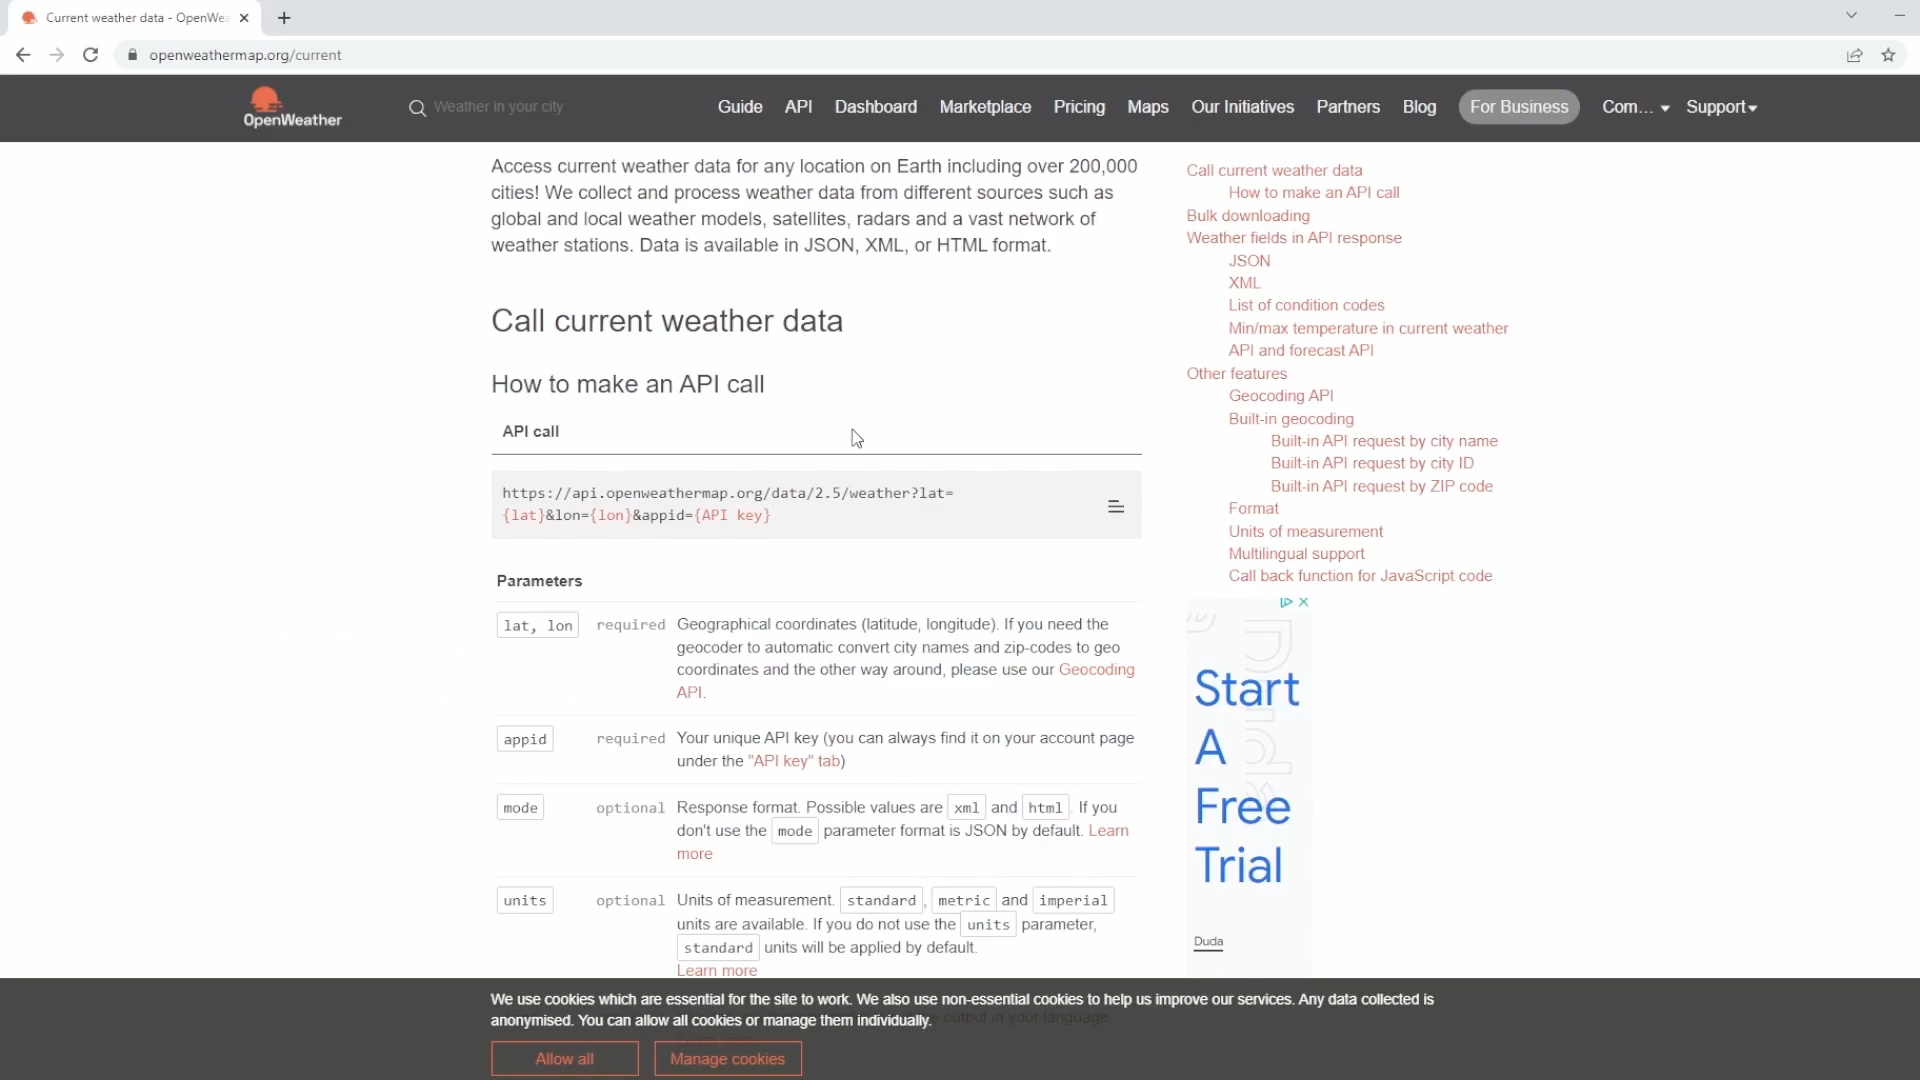 Current weather data - OpenWea
openweathermap.org/current
OpenWeather
Weather in your city
Guide API Dashboard Marketplace Pricing Maps Our Initiatives Partners Blog For Business Com... Support
Access current weather data for any location on Earth including over 200,000
cities! We collect and process weather data from different sources such as
global and local weather models, satellites, radars and a vast network of
weather stations. Data is available in JSON, XML, or HTML format.
Call current weather data
How to make an API call
API call
https://api.openweathermap.org/data/2.5/weather?lat=
{lat}&lon={lon}&appid={API key}
Parameters
lat, lon required Geographical coordinates (latitude, longitude). If you need the
geocoder to automatic convert city names and zip-codes to geo
coordinates and the other way around, please use our Geocoding
API.
appid required Your unique API key (you can always find it on your account page
under the "API key" tab)
mode optional Response format. Possible values are xml and html. If you
don't use the mode parameter format is JSON by default. Learn
more
units optional Units of measurement. standard, metric and imperial
units are available. If you do not use the units parameter,
standard units will be applied by default.
Learn more
Call current weather data
How to make an API call
Bulk downloading
Weather fields in API response
JSON
XML
List of condition codes
Min/max temperature in current weather
API and forecast API
Other features
Geocoding API
Built-in geocoding
Built-in API request by city name
Built-in API request by city ID
Built-in API request by ZIP code
Format
Units of measurement
Multilingual support
Call back function for JavaScript code
Start
A
Free
Trial
Duda
We use cookies which are essential for the site to work. We also use non-essential cookies to help us improve our services. Any data collected is
anonymised. You can allow all cookies or manage them individually.
output in your language.
Allow all Manage cookies